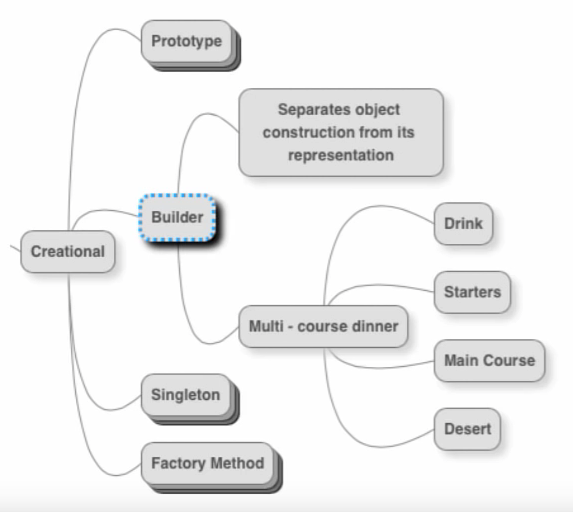 Prototype
Separates object
construction from its
representation
Builder
Drink
Creational
Starters
Multi - course dinner
Main Course
Singleton
Desert
Factory Method